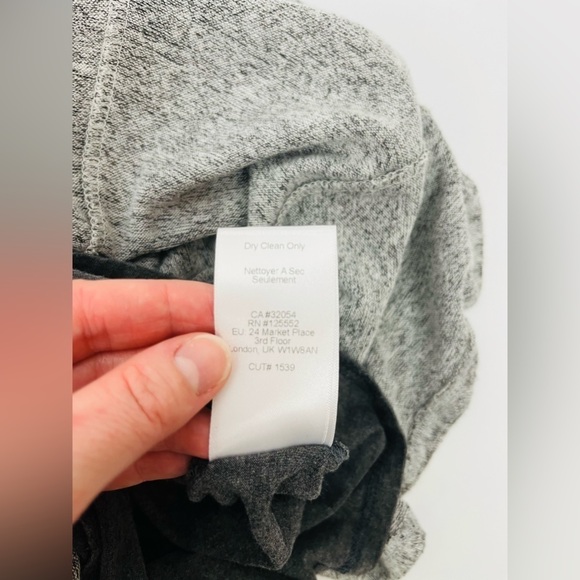 Dry Clean Only
Nettoyer A Sec
Seulement
CA #32054
RN #125552
EU: 24 Market Place
3rd Floor
London, UK W1W8AN
CUT# 1539